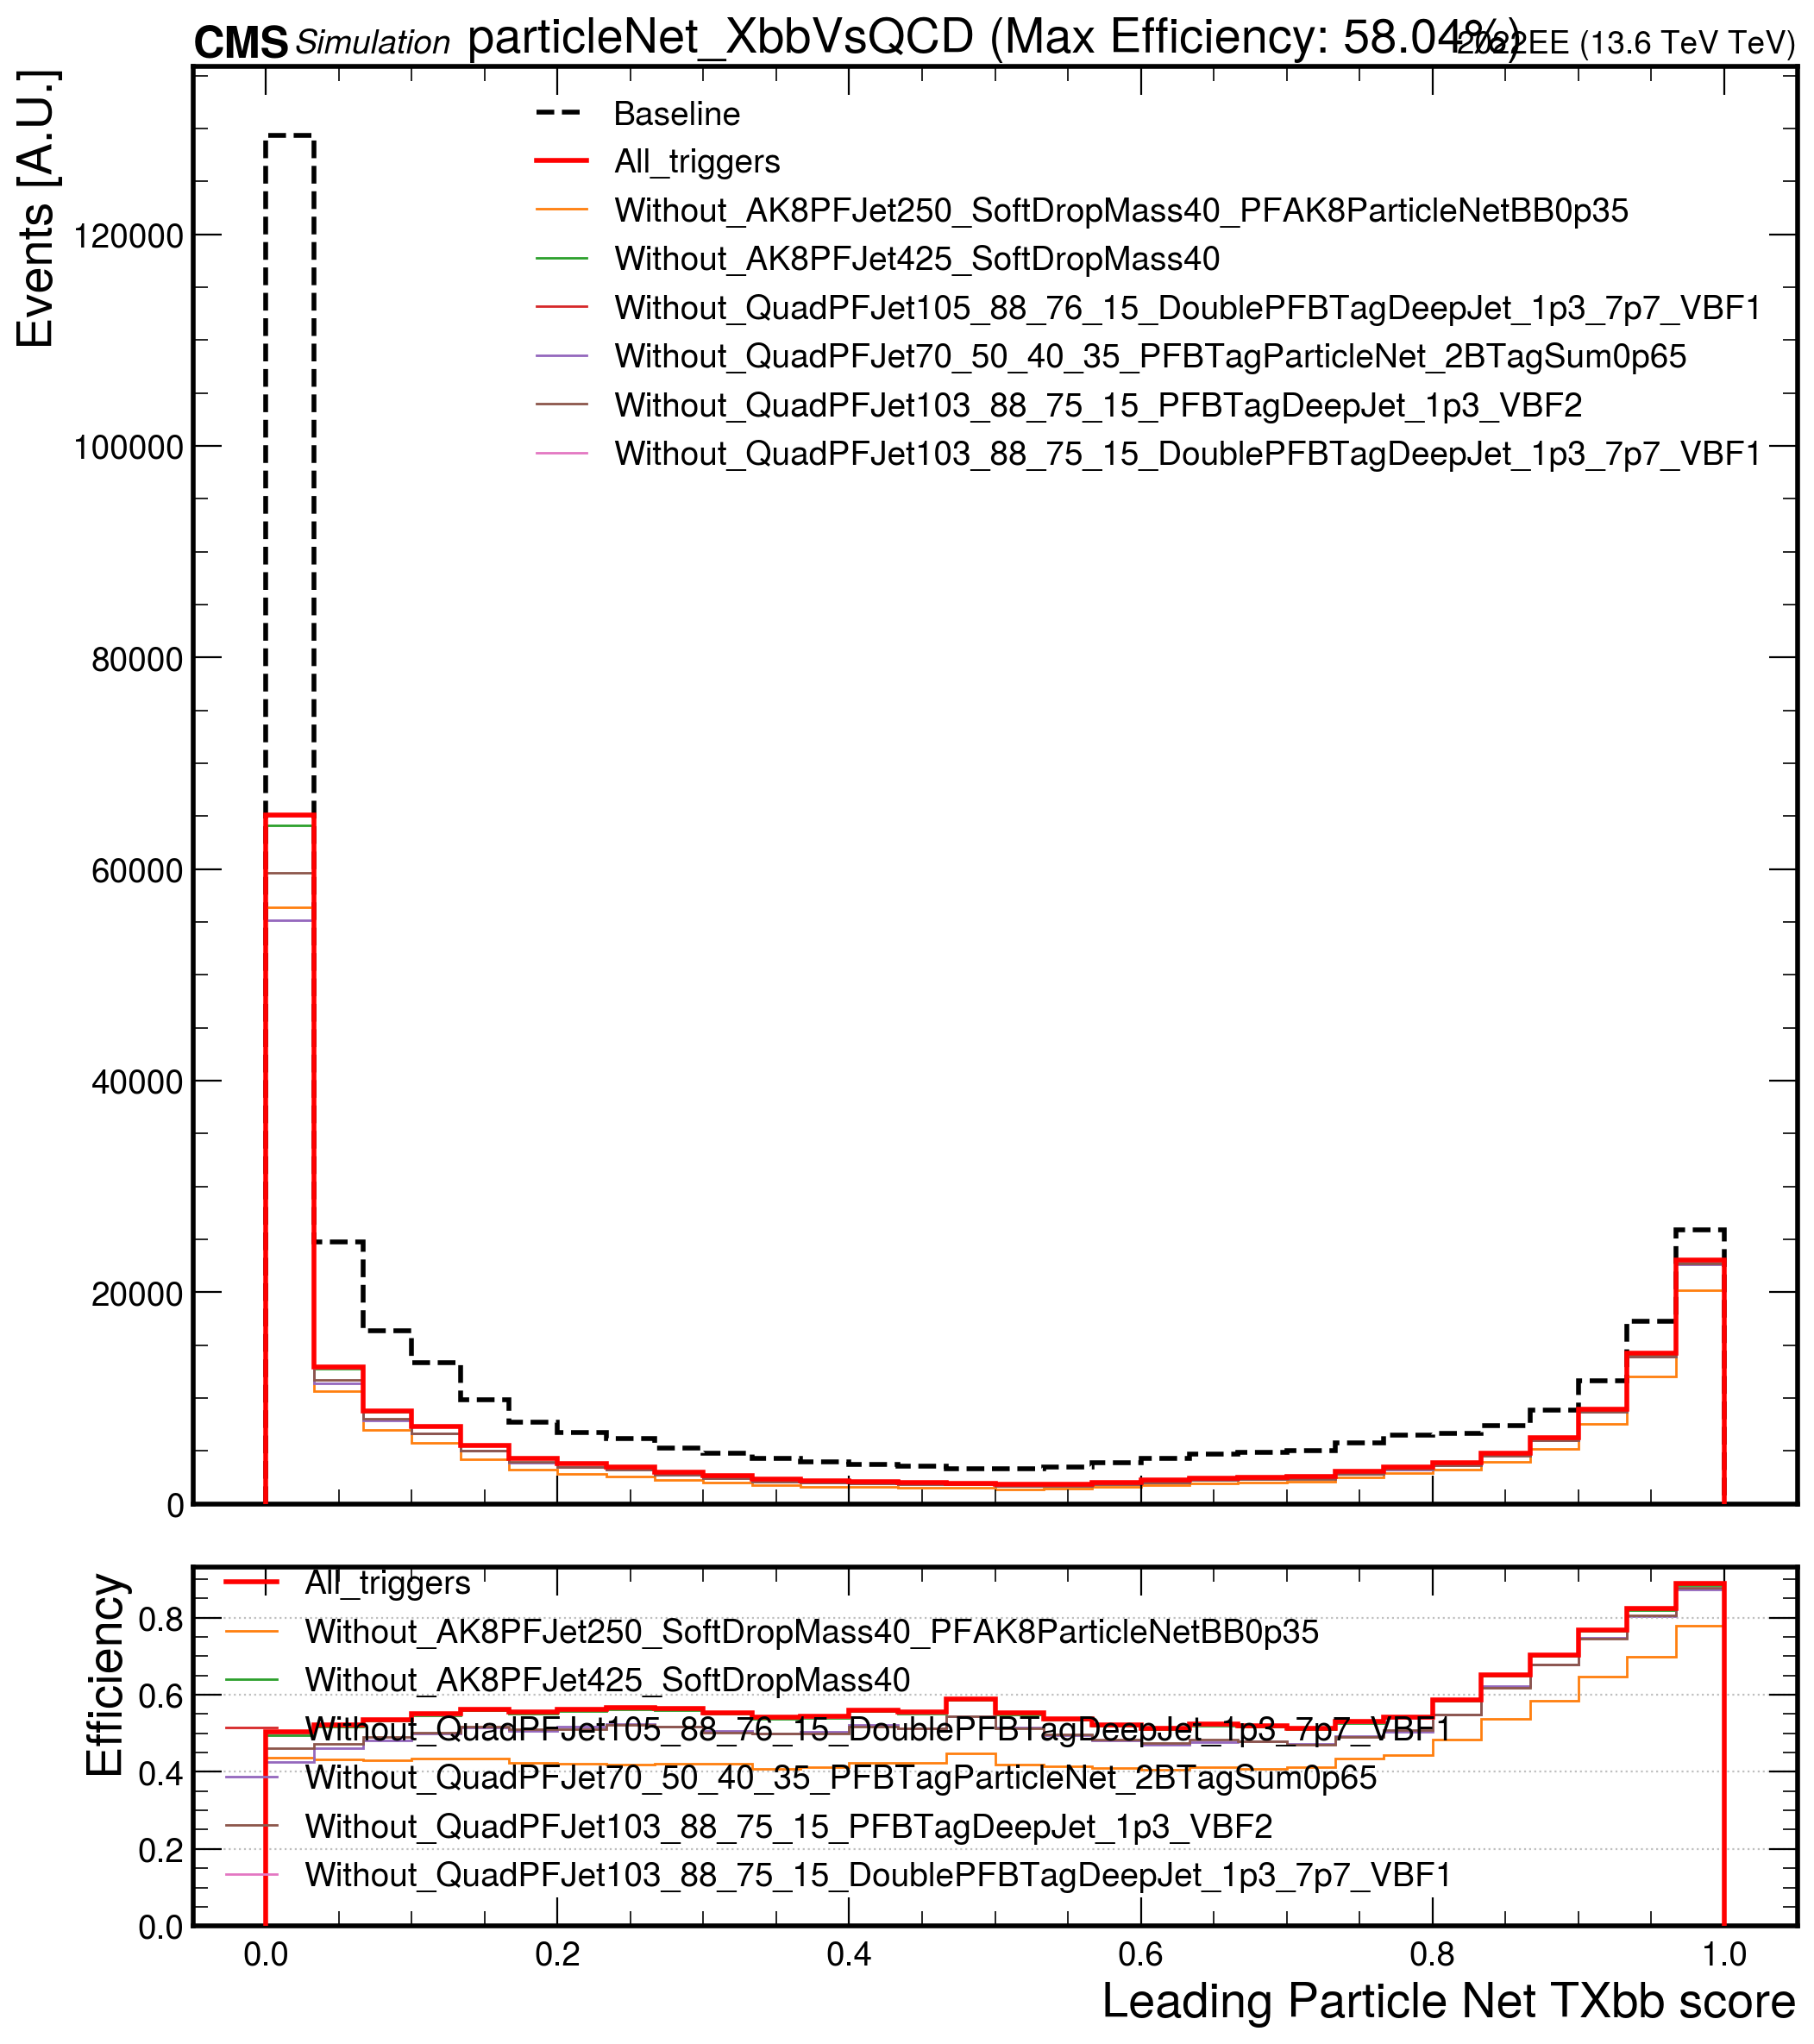 CMS Simulation particleNet_XbbVsQCD (Max Efficiency: 58.04%) 2022EE (13.6 TeV TeV)
Events [A.U.]
Baseline
All_triggers
Without_AK8PFJet250_SoftDropMass40_PFAK8ParticleNetBB0p35
Without_AK8PFJet425_SoftDropMass40
Without_QuadPFJet105_88_76_15_DoublePFBTagDeepJet_1p3_7p7_VBF1
Without_QuadPFJet70_50_40_35_PFBTagParticleNet_2BTagSum0p65
Without_QuadPFJet103_88_75_15_PFBTagDeepJet_1p3_VBF2
Without_QuadPFJet103_88_75_15_DoublePFBTagDeepJet_1p3_7p7_VBF1
120000
100000
80000
60000
40000
20000
0
Efficiency
All_triggers
Without_AK8PFJet250_SoftDropMass40_PFAK8ParticleNetBB0p35
Without_AK8PFJet425_SoftDropMass40
Without_QuadPFJet105_88_76_15_DoublePFBTagDeepJet_1p3_7p7_VBF1
Without_QuadPFJet70_50_40_35_PFBTagParticleNet_2BTagSum0p65
Without_QuadPFJet103_88_75_15_PFBTagDeepJet_1p3_VBF2
Without_QuadPFJet103_88_75_15_DoublePFBTagDeepJet_1p3_7p7_VBF1
0.8
0.6
0.4
0.2
0.0
0.0 0.2 0.4 0.6 0.8 1.0
Leading Particle Net TXbb score